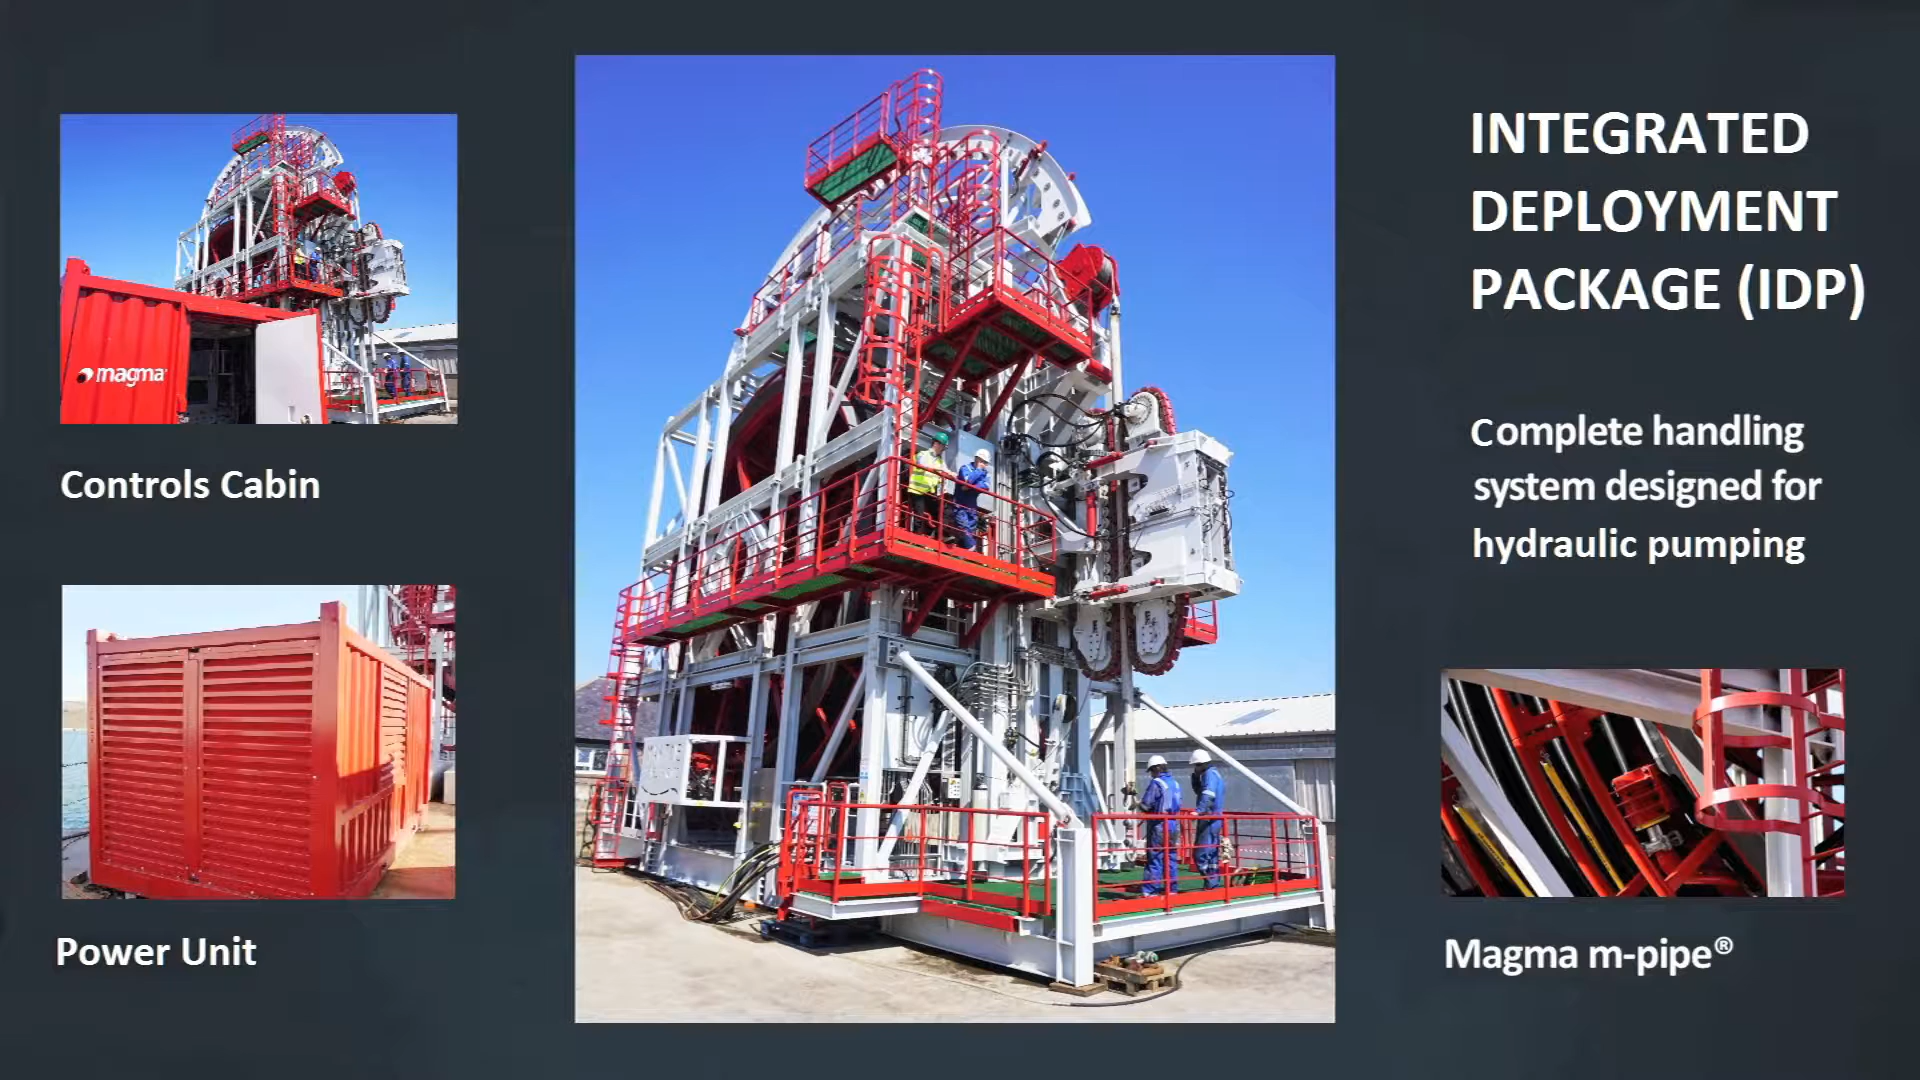 INTEGRATED
DEPLOYMENT
PACKAGE (IDP)
Complete handling
system designed for
hydraulic pumping
magma
Controls Cabin
Power Unit
Magma m-pipe®